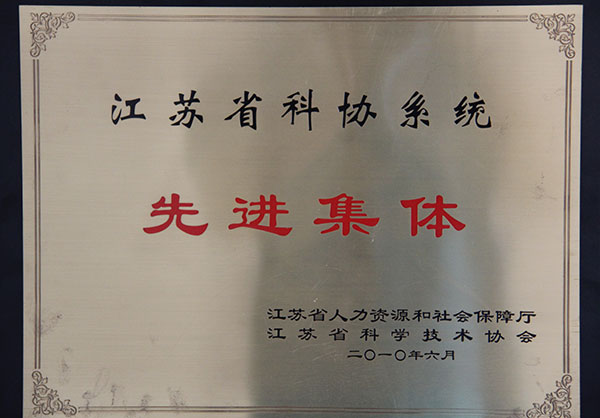 江苏省科协系统
先进集体
江苏省人力资源和社会保障厅
江苏省科学技术协会
二〇一〇年六月